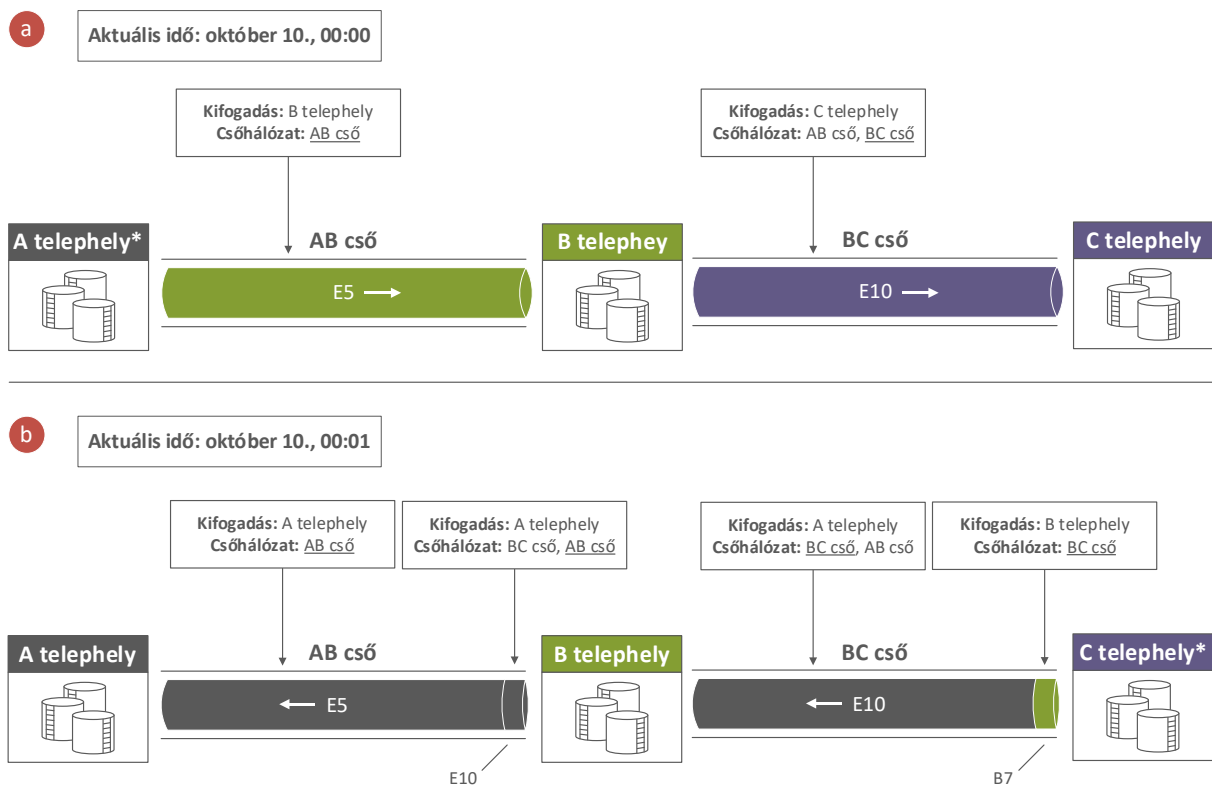 a
Aktuális idő: október 10., 00:00
Kifogadás: B telephely
Csőhálózat: AB cső
Kifogadás: C telephely
Csőhálózat: AB cső, BC cső
A telephely*
AB cső
B telephey
BC cső
C telephely
E5
E10
b
Aktuális idő: október 10., 00:01
Kifogadás: A telephely
Csőhálózat: AB cső
Kifogadás: A telephely
Csőhálózat: BC cső, AB cső
Kifogadás: A telephely
Csőhálózat: BC cső, AB cső
Kifogadás: B telephely
Csőhálózat: BC cső
A telephely
AB cső
B telephely
BC cső
C telephely*
E5
E10
E10
B7